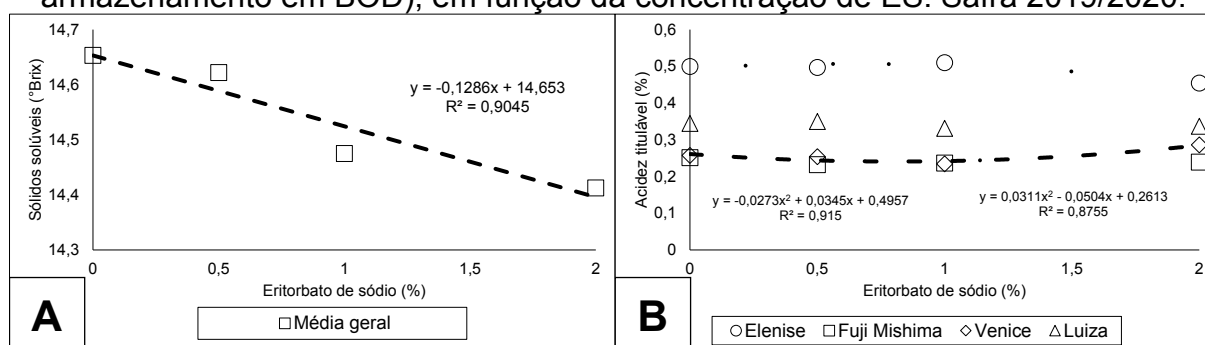 armazenamento em BOD), em função da concentração de ES. Safra 2019/2020.
14,7
14,6
14,5
14,4
14,3
Sólidos solúveis (°Brix)
y = -0,1286x + 14,653
R² = 0,9045
0 0,5 1 1,5 2
Eritorbato de sódio (%)
A
Média geral
0,6
0,5
0,4
0,3
0,2
0,1
0
Acidez titulável (%)
y = -0,0273x² + 0,0345x + 0,4957
R² = 0,915
y = 0,0311x² - 0,0504x + 0,2613
R² = 0,8755
0 0,5 1 1,5 2
Eritorbato de sódio (%)
B
Elenise Fuji Mishima Venice Luiza